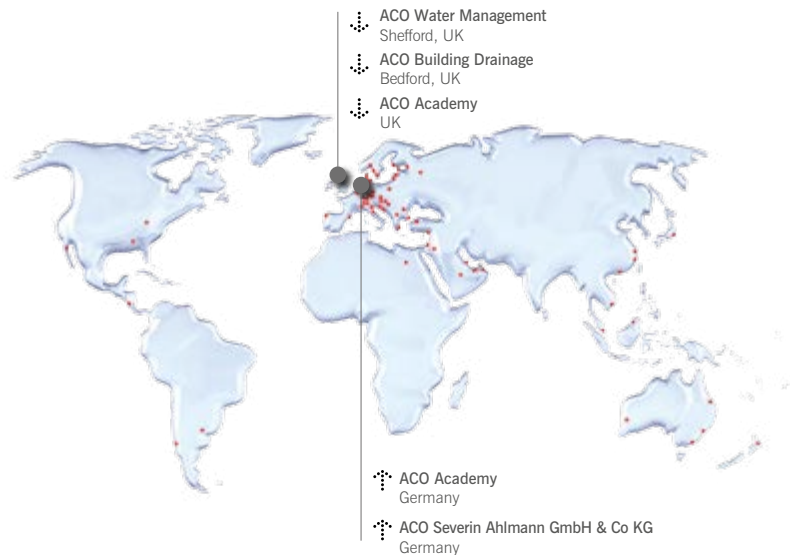 ACO Water Management
Shefford, UK
ACO Building Drainage
Bedford, UK
ACO Academy
UK
ACO Academy
Germany
ACO Severin Ahlmann GmbH & Co KG
Germany